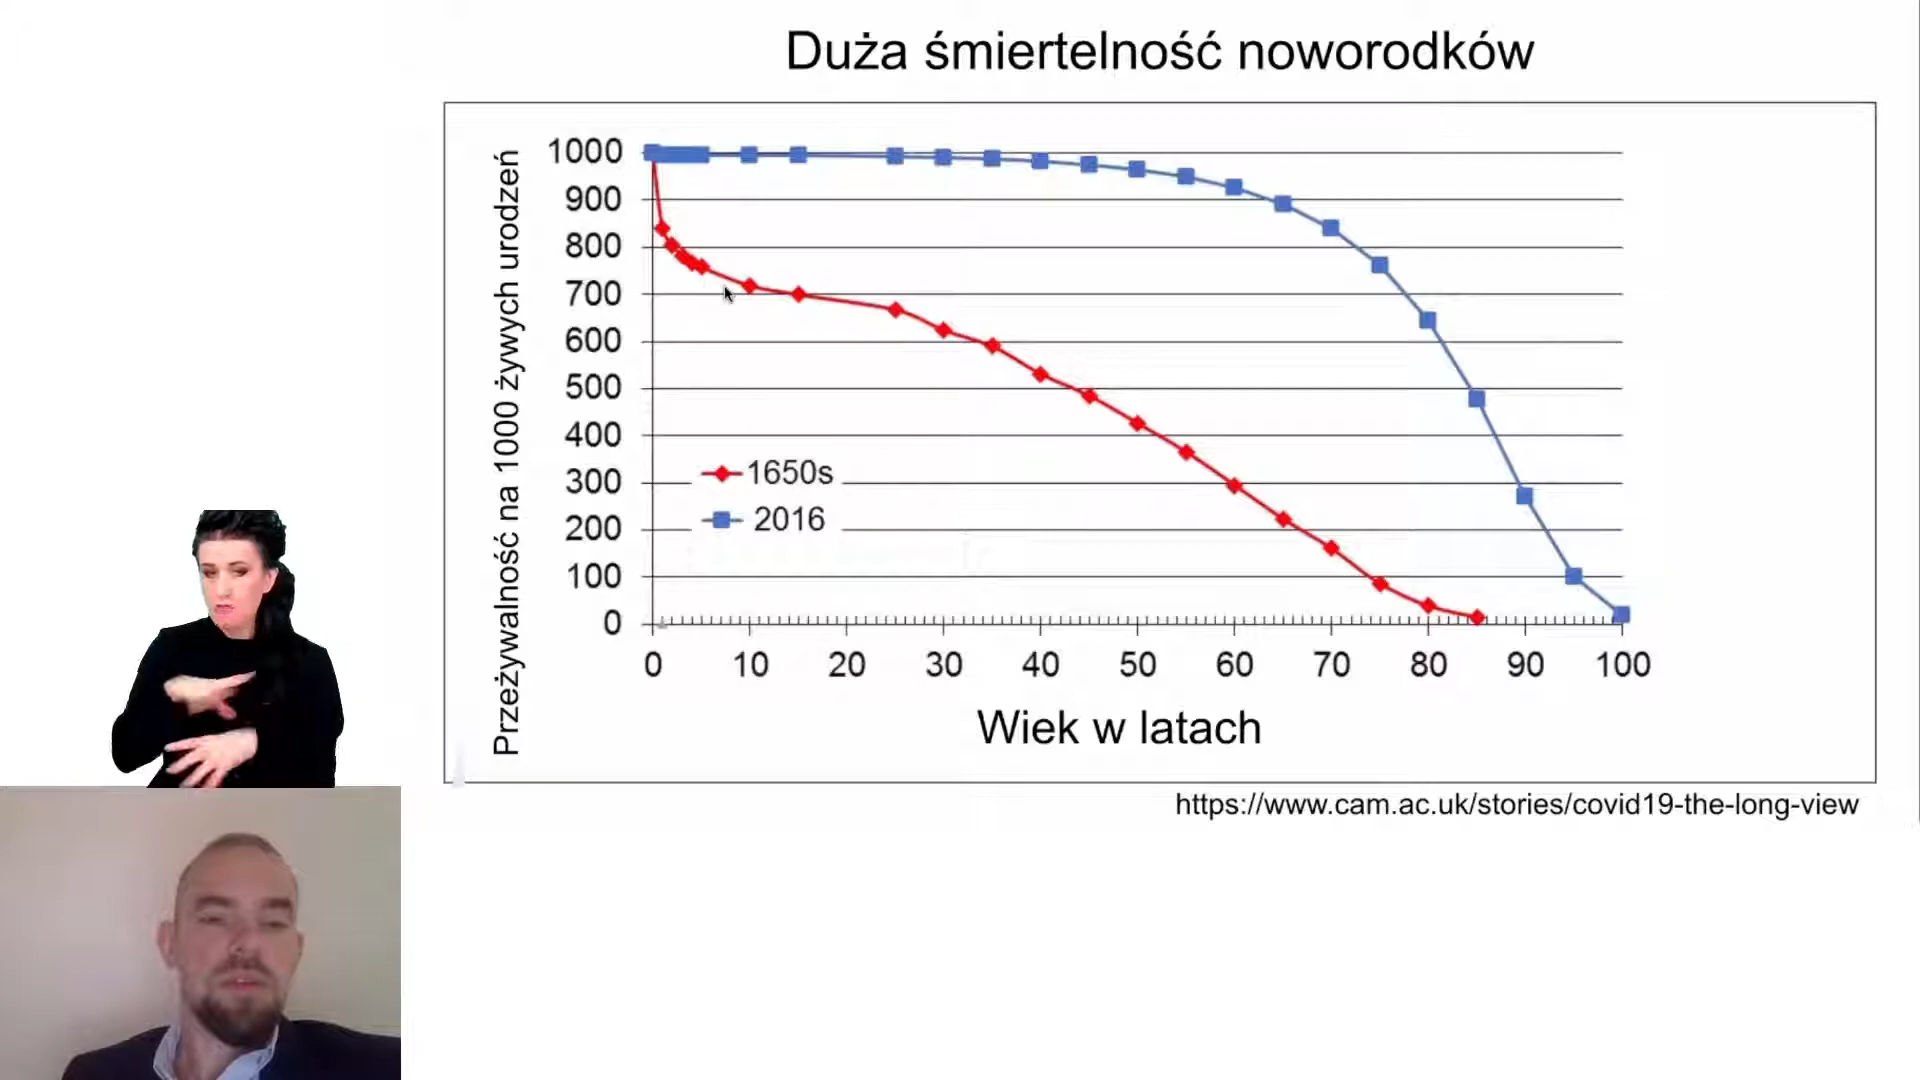 Duża śmiertelność noworodków
Przeżywalność na 1000 żywych urodzeń
1000
900
800
700
600
500
400
300
200
100
0
1650s
2016
0 10 20 30 40 50 60 70 80 90 100
Wiek w latach
https://www.cam.ac.uk/stories/covid19-the-long-view